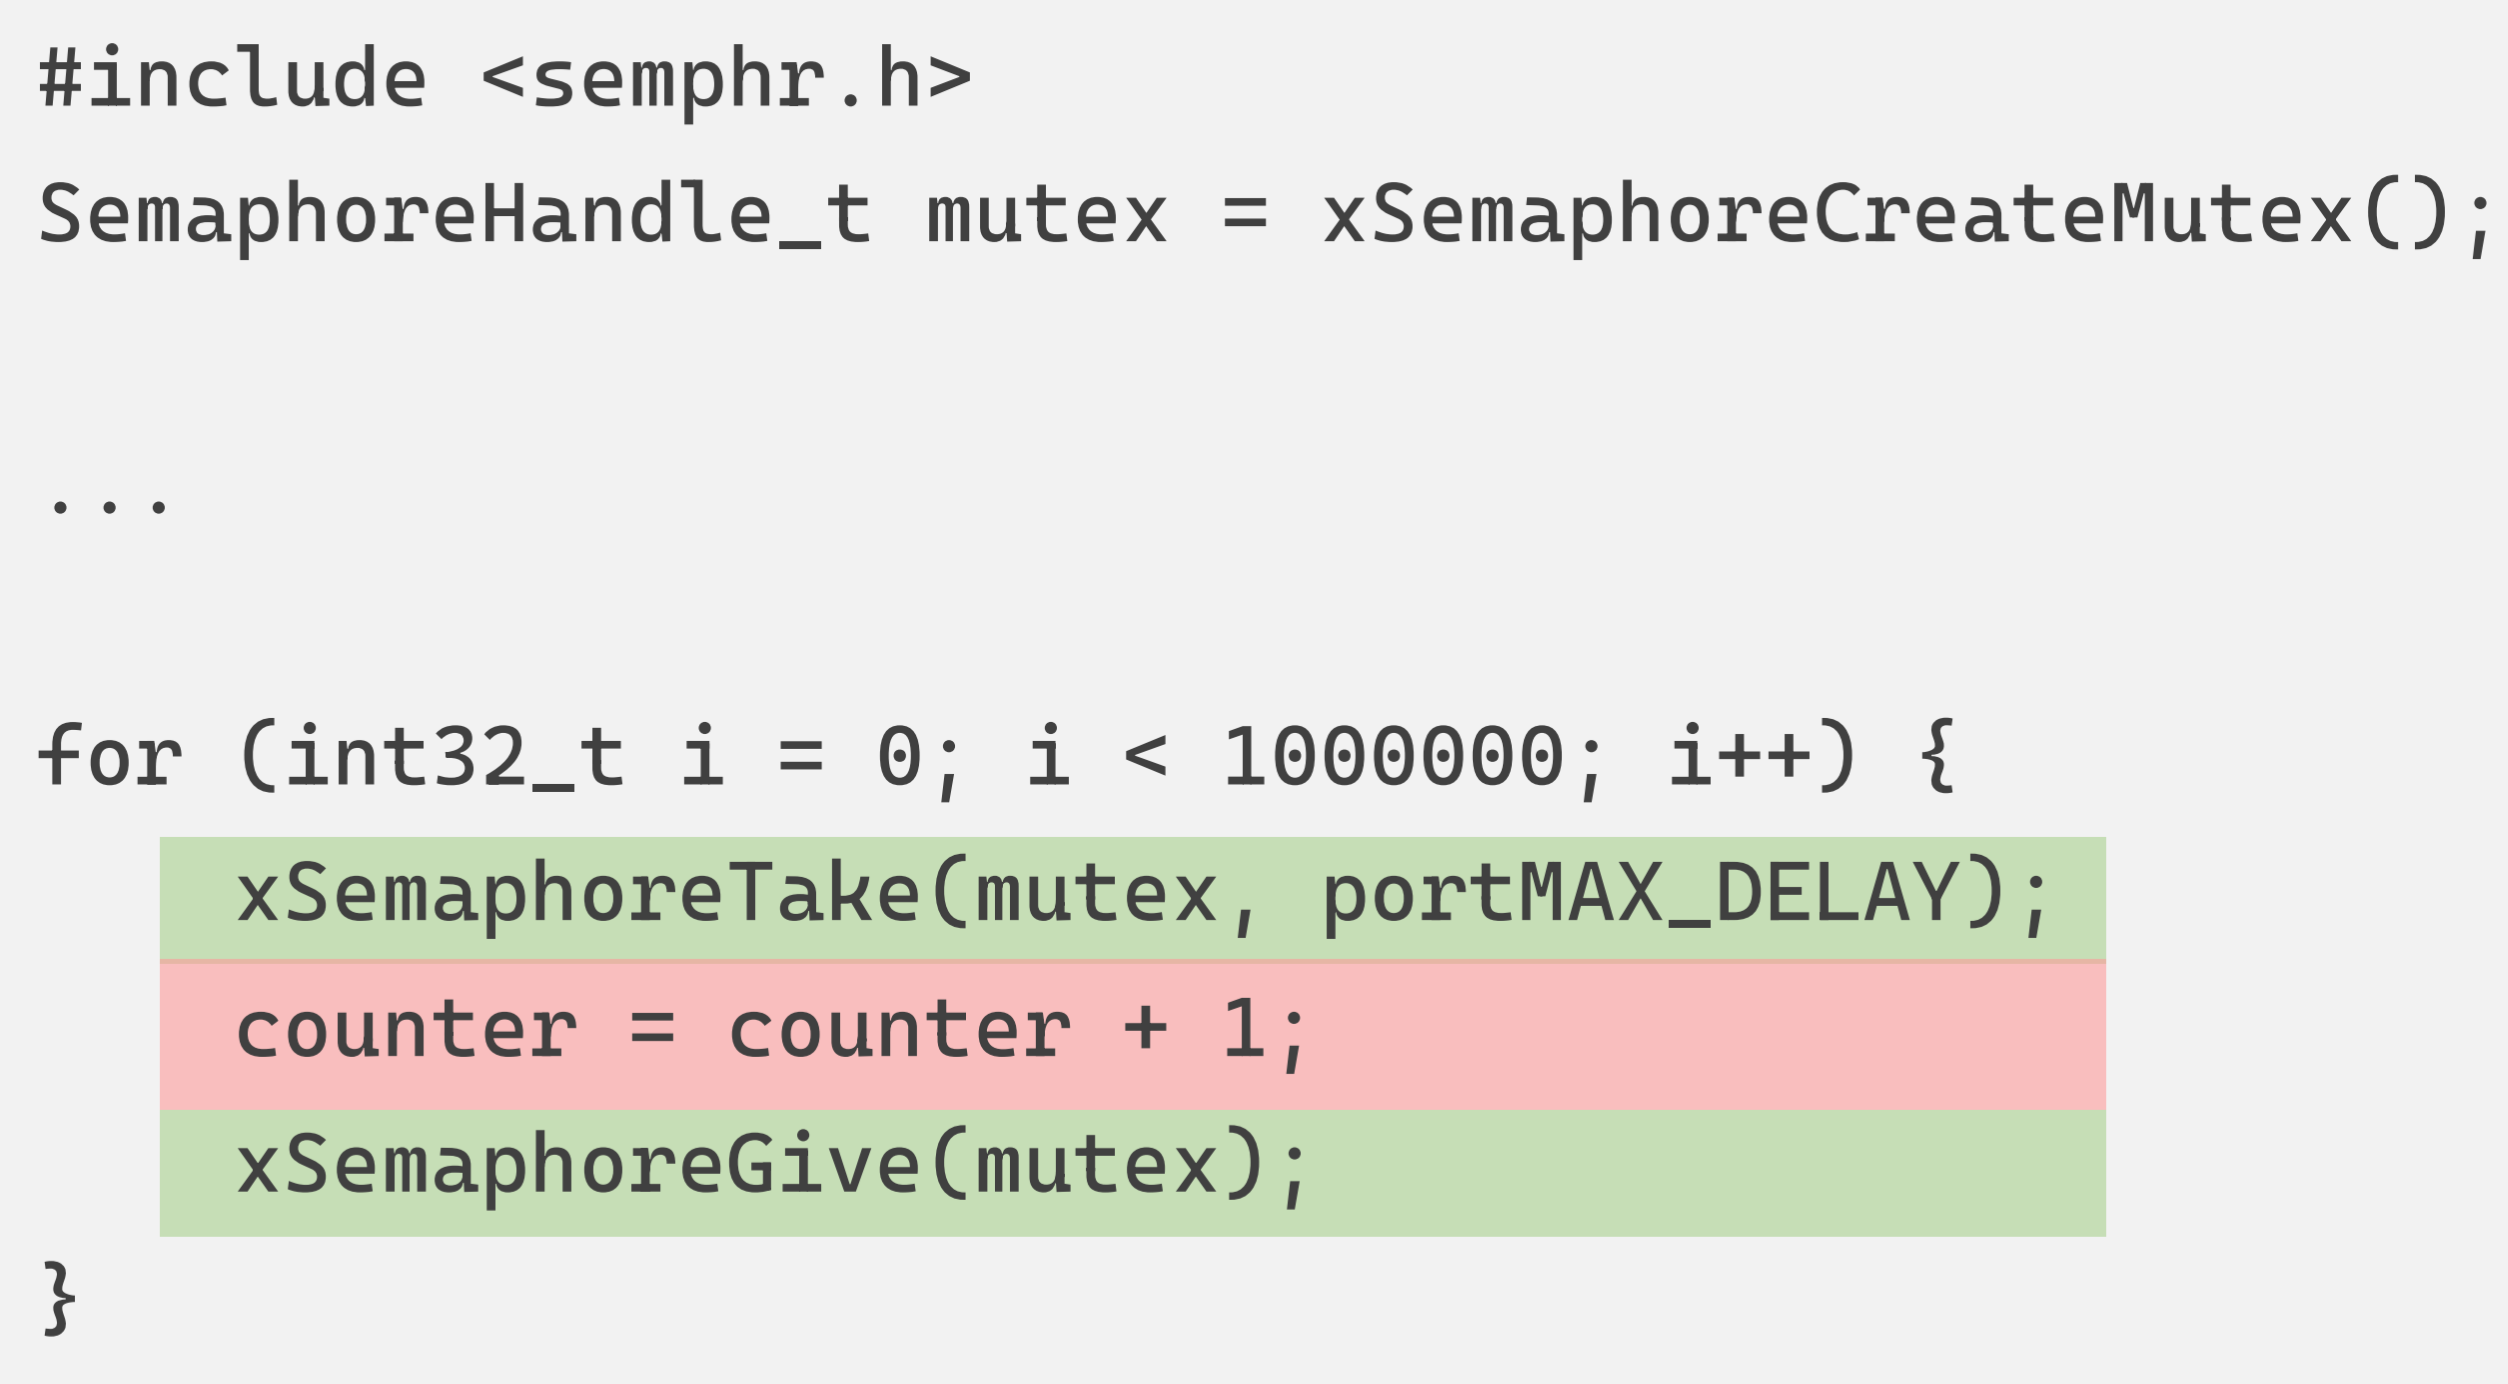 #include <semphr.h>
SemaphoreHandle_t mutex = xSemaphoreCreateMutex();
...
for (int32_t i = 0; i < 1000000; i++) {
xSemaphoreTake(mutex, portMAX_DELAY);
counter = counter + 1;
xSemaphoreGive(mutex);
}